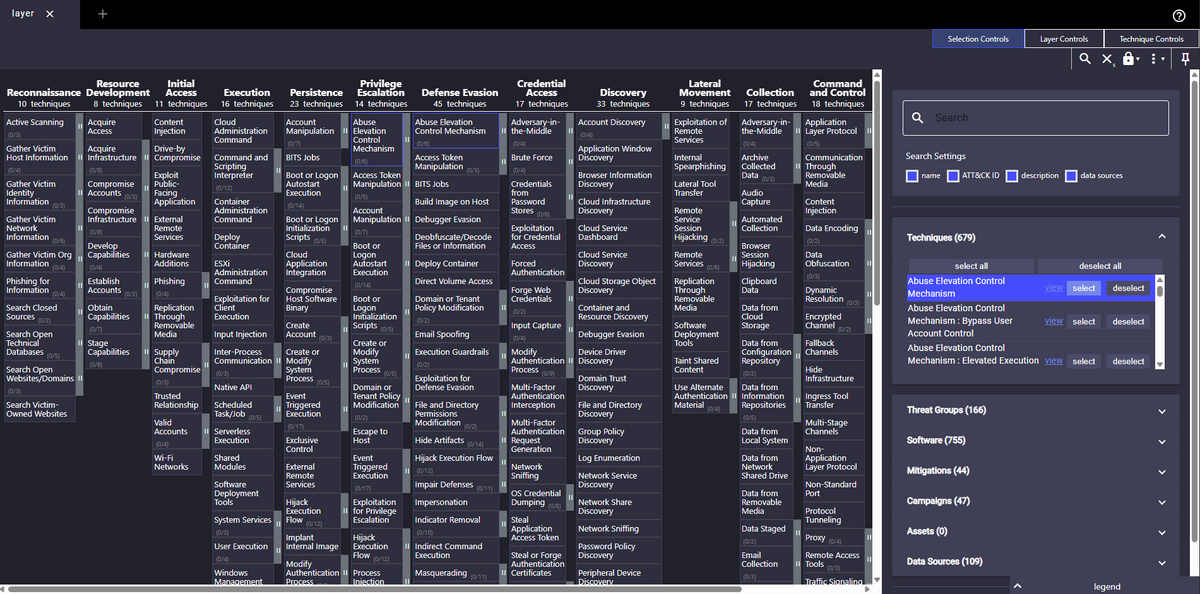 layer
Selection Controls
Layer Controls
Technique Controls
Reconnaissance
10 techniques
Active Scanning
(0/3)
Gather Victim
Host Information
(0/4)
Gather Victim
Identity
Information (0/3)
Gather Victim
Network
Information (0/6)
Gather Victim Org
Information (0/4)
Phishing for
Information (0/4)
Search Closed
Sources (0/2)
Search Open
Technical
Databases (0/5)
Search Open
Websites/Domains
(0/3)
Search Victim-
Owned Websites
Resource
Development
8 techniques
Acquire
Access
Acquire
Infrastructure
(0/8)
Compromise
Accounts (0/3)
Compromise
Infrastructure
(0/8)
Develop
Capabilities
(0/4)
Establish
Accounts (0/3)
Obtain
Capabilities
(0/7)
Stage
Capabilities
(0/6)
Initial
Access
11 techniques
Content
Injection
Drive-by
Compromise
Exploit
Public-
Facing
Application
External
Remote
Services
Hardware
Additions
Phishing
(0/4)
Replication
Through
Removable
Media
Supply
Chain
Compromise
(0/3)
Trusted
Relationship
Valid
Accounts
(0/4)
Wi-Fi
Networks
Execution
16 techniques
Cloud
Administration
Command
Command and
Scripting
Interpreter
(0/12)
Container
Administration
Command
Deploy
Container
ESXi
Administration
Command
Exploitation for
Client
Execution
Input Injection
Inter-Process
Communication
(0/3)
Native API
Scheduled
Task/Job (0/5)
Serverless
Execution
Shared
Modules
Software
Deployment
Tools
System Services
(0/3)
User Execution
(0/4)
Windows
Management
Persistence
23 techniques
Account
Manipulation
(0/7)
BITS Jobs
Boot or Logon
Autostart
Execution
(0/14)
Boot or Logon
Initialization
Scripts (0/5)
Cloud
Application
Integration
Compromise
Host Software
Binary
Create
Account (0/3)
Create or
Modify
System
Process (0/5)
Event
Triggered
Execution
(0/17)
Exclusive
Control
External
Remote
Services
Hijack
Execution
Flow (0/12)
Implant
Internal Image
Modify
Authentication
Process
Privilege
Escalation
14 techniques
Abuse
Elevation
Control
Mechanism
(0/6)
Access Token
Manipulation
(0/5)
Account
Manipulation
(0/7)
Boot or
Logon
Autostart
Execution
(0/14)
Boot or
Logon
Initialization
Scripts (0/5)
Create or
Modify
System
Process (0/5)
Domain or
Tenant Policy
Modification
(0/2)
Escape to
Host
Event
Triggered
Execution
(0/17)
Exploitation
for Privilege
Escalation
Hijack
Execution
Flow (0/12)
Process
Injection
Defense Evasion
45 techniques
Abuse Elevation
Control Mechanism
(0/6)
Access Token
Manipulation (0/5)
BITS Jobs
Build Image on Host
Debugger Evasion
Deobfuscate/Decode
Files or Information
Deploy Container
Direct Volume Access
Domain or Tenant
Policy Modification
(0/2)
Email Spoofing
Execution Guardrails
(0/2)
Exploitation for
Defense Evasion
File and Directory
Permissions
Modification (0/2)
Hide Artifacts (0/14)
Hijack Execution Flow
(0/12)
Impair Defenses (0/11)
Impersonation
Indicator Removal
(0/10)
Indirect Command
Execution
Masquerading (0/11)
Credential
Access
17 techniques
Adversary-in-
the-Middle
(0/4)
Brute Force
(0/4)
Credentials
from
Password
Stores (0/6)
Exploitation
for Credential
Access
Forced
Authentication
Forge Web
Credentials
(0/2)
Input Capture
(0/4)
Modify
Authentication
Process (0/9)
Multi-Factor
Authentication
Interception
Multi-Factor
Authentication
Request
Generation
Network
Sniffing
OS Credential
Dumping (0/8)
Steal
Application
Access Token
Steal or Forge
Authentication
Certificates
Discovery
33 techniques
Account Discovery
(0/4)
Application Window
Discovery
Browser Information
Discovery
Cloud Infrastructure
Discovery
Cloud Service
Dashboard
Cloud Service
Discovery
Cloud Storage Object
Discovery
Container and
Resource Discovery
Debugger Evasion
Device Driver
Discovery
Domain Trust
Discovery
File and Directory
Discovery
Group Policy
Discovery
Log Enumeration
Network Service
Discovery
Network Share
Discovery
Network Sniffing
Password Policy
Discovery
Peripheral Device
Discovery
Lateral
Movement
9 techniques
Exploitation of
Remote
Services
Internal
Spearphishing
Lateral Tool
Transfer
Remote
Service
Session
Hijacking (0/2)
Remote
Services (0/8)
Replication
Through
Removable
Media
Software
Deployment
Tools
Taint Shared
Content
Use Alternate
Authentication
Material (0/4)
Collection
17 techniques
Adversary-in-
the-Middle
(0/4)
Archive
Collected
Data (0/3)
Audio
Capture
Automated
Collection
Browser
Session
Hijacking
Clipboard
Data
Data from
Cloud
Storage
Data from
Configuration
Repository
(0/2)
Data from
Information
Repositories
(0/5)
Data from
Local System
Data from
Network
Shared Drive
Data from
Removable
Media
Data Staged
(0/2)
Email
Collection
(0/3)
Command
and Control
18 techniques
Application
Layer Protocol
(0/5)
Communication
Through
Removable
Media
Content
Injection
Data Encoding
(0/2)
Data
Obfuscation
(0/3)
Dynamic
Resolution (0/3)
Encrypted
Channel (0/2)
Fallback
Channels
Hide
Infrastructure
Ingress Tool
Transfer
Multi-Stage
Channels
Non-
Application
Layer Protocol
Non-Standard
Port
Protocol
Tunneling
Proxy (0/4)
Remote Access
Tools (0/3)
Traffic Signaling
Search
Search Settings
name
ATT&CK ID
description
data sources
Techniques (679)
select all
deselect all
Abuse Elevation Control
Mechanism
view select deselect
Abuse Elevation Control
Mechanism : Bypass User
Account Control
view select deselect
Abuse Elevation Control
Mechanism : Elevated Execution
view select deselect
Threat Groups (166)
Software (755)
Mitigations (44)
Campaigns (47)
Assets (0)
Data Sources (109)
legend